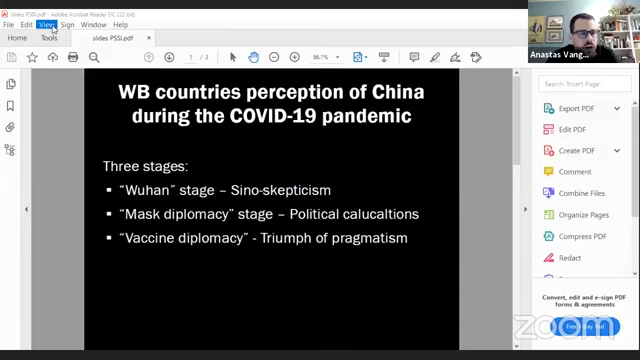 slides PSSI.pdf - Adobe Acrobat Reader DC (32-bit)
File Edit View Sign Window Help
Home Tools slides PSSI.pdf ×
1 / 3 66.1%
WB countries perception of China
during the COVID-19 pandemic
Three stages:
▪ “Wuhan” stage – Sino-skepticism
▪ “Mask diplomacy” stage – Political calucaltions
▪ “Vaccine diplomacy” - Triumph of pragmatism
Anastas Vang
Search 'Insert Page'
Export PDF
Edit PDF
Create PDF
Comment
Combine Files
Organize Pages
Compress PDF
Redact
Convert, edit and e-sign PDF
forms & agreements
Free 7-Day Trial
zoom